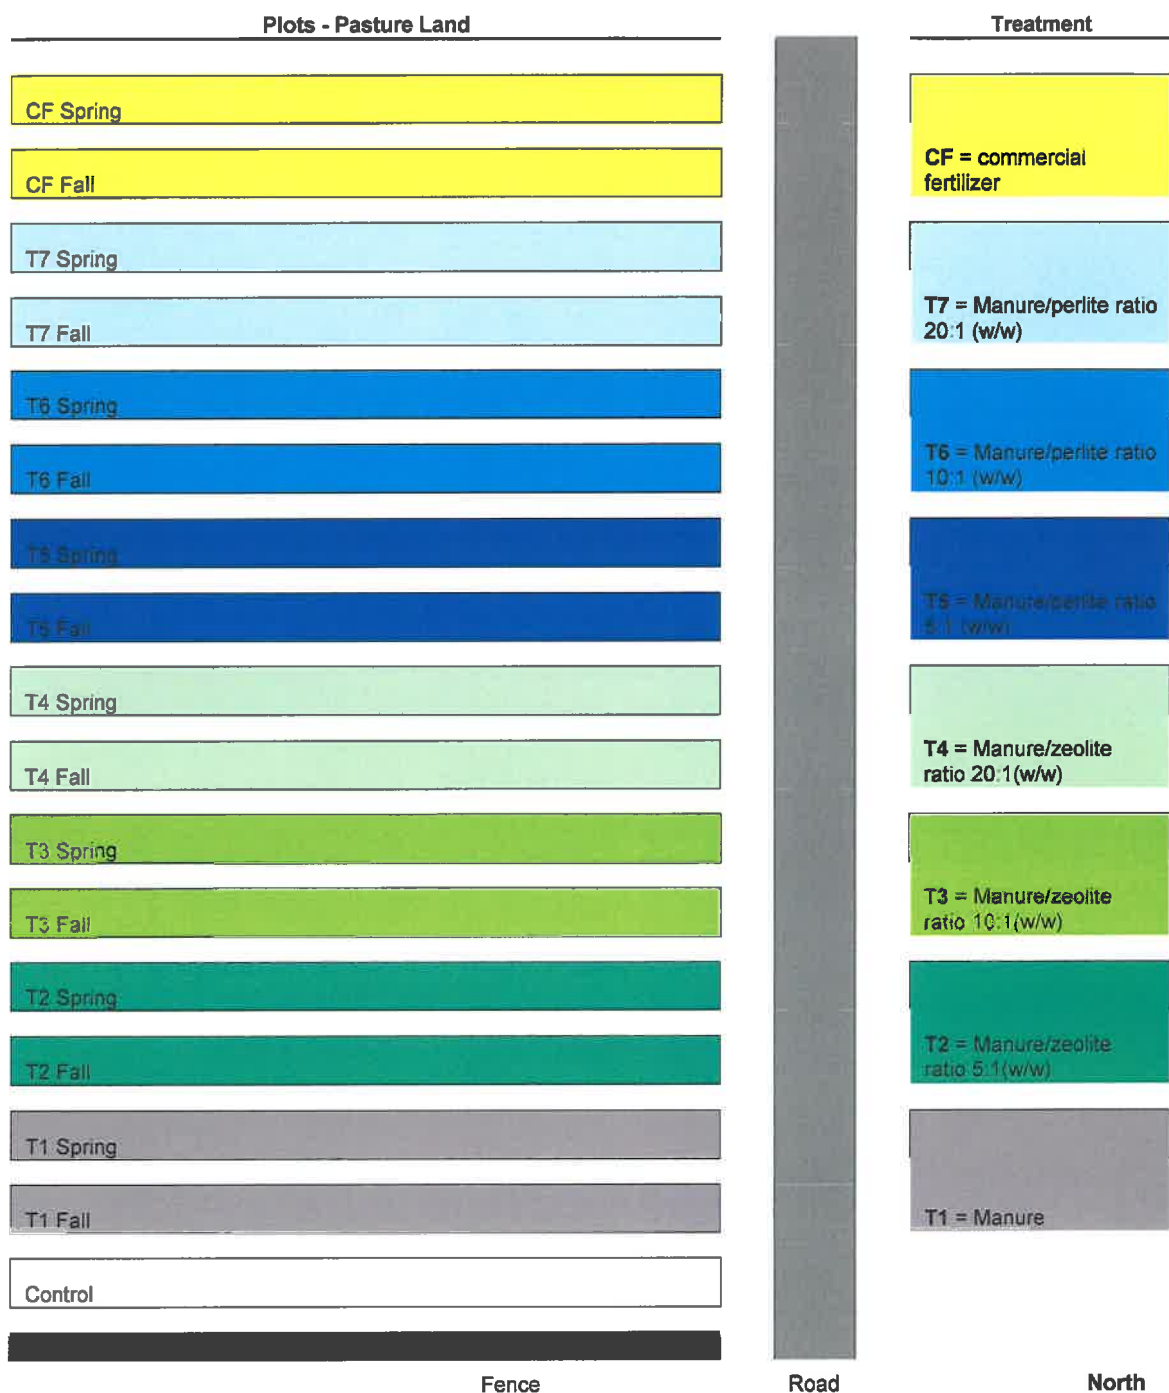 Plots - Pasture Land
Treatment
CF Spring
CF Fall
CF = commercial
fertilizer
T7 Spring
T7 Fall
T7 = Manure/perlite ratio
20:1 (w/w)
T6 Spring
T6 Fall
T6 = Manure/perlite ratio
10:1 (w/w)
T5 Spring
T5 Fall
T5 = Manure/perlite ratio
5:1 (w/w)
T4 Spring
T4 Fall
T4 = Manure/zeolite
ratio 20:1(w/w)
T3 Spring
T3 Fall
T3 = Manure/zeolite
ratio 10:1(w/w)
T2 Spring
T2 Fall
T2 = Manure/zeolite
ratio 5:1(w/w)
T1 Spring
T1 Fall
T1 = Manure
Control
Fence
Road
North